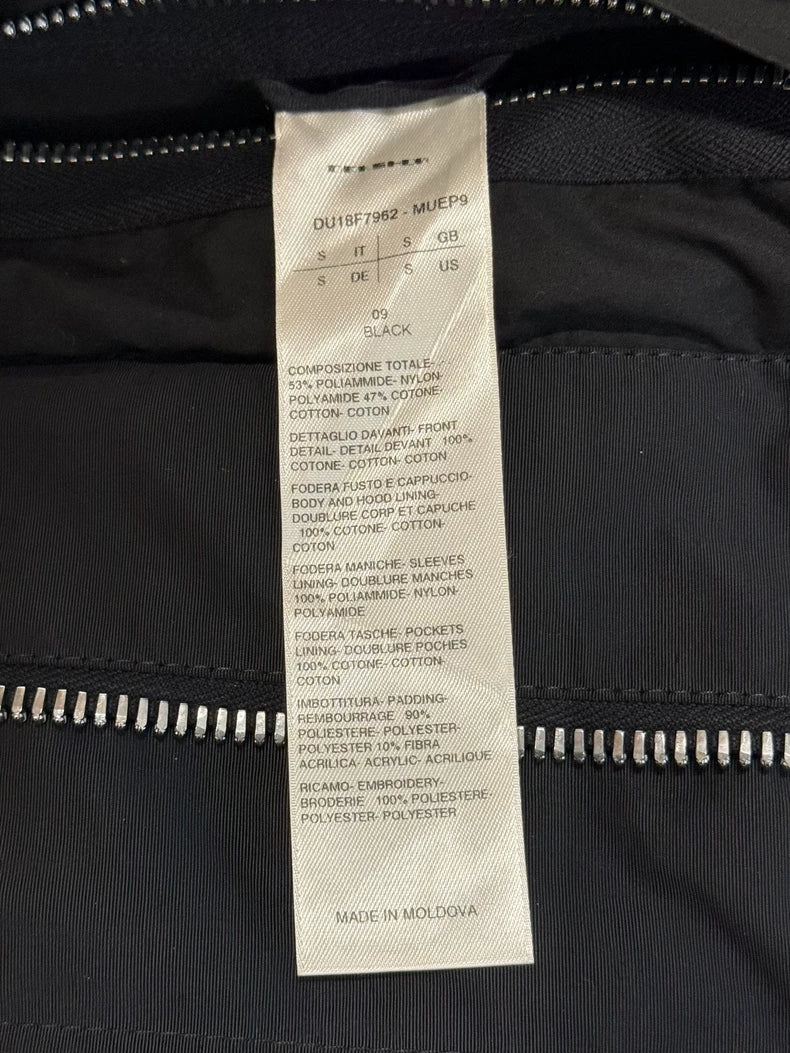 DU18F7962 - MUEP9
S IT S GB
S DE S US
09
BLACK
COMPOSIZIONE TOTALE- -
53% POLIAMMIDE- NYLON-
POLYAMIDE 47% COTONE-
COTTON- COTON
DETTAGLIO DAVANTI- FRONT
DETAIL- DETAIL DEVANT 100%
COTONE- COTTON- COTON
FODERA FUSTO E CAPPUCCIO-
BODY AND HOOD LINING-
DOUBLURE CORP ET CAPUCHE
100% COTONE- COTTON-
COTON
FODERA MANICHE- SLEEVES
LINING- DOUBLURE MANCHES
100% POLIAMMIDE- NYLON-
POLYAMIDE
FODERA TASCHE- POCKETS
LINING- DOUBLURE POCHES
100% COTONE- COTTON-
COTON
IMBOTTITURA- PADDING-
REMBOURRAGE 90%
POLIESTERE- POLYESTER-
POLYESTER 10% FIBRA
ACRILICA- ACRYLIC- ACRILIQUE
RICAMO- EMBROIDERY-
BRODERIE 100% POLIESTERE-
POLYESTER- POLYESTER
MADE IN MOLDOVA